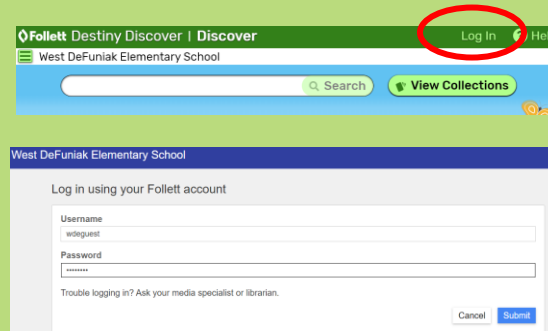 Follett Destiny Discover | Discover Log In ? Hel
West DeFuniak Elementary School
Search View Collections
West DeFuniak Elementary School
Log in using your Follett account
Username
wdeguest
Password
••••••••
Trouble logging in? Ask your media specialist or librarian.
Cancel Submit